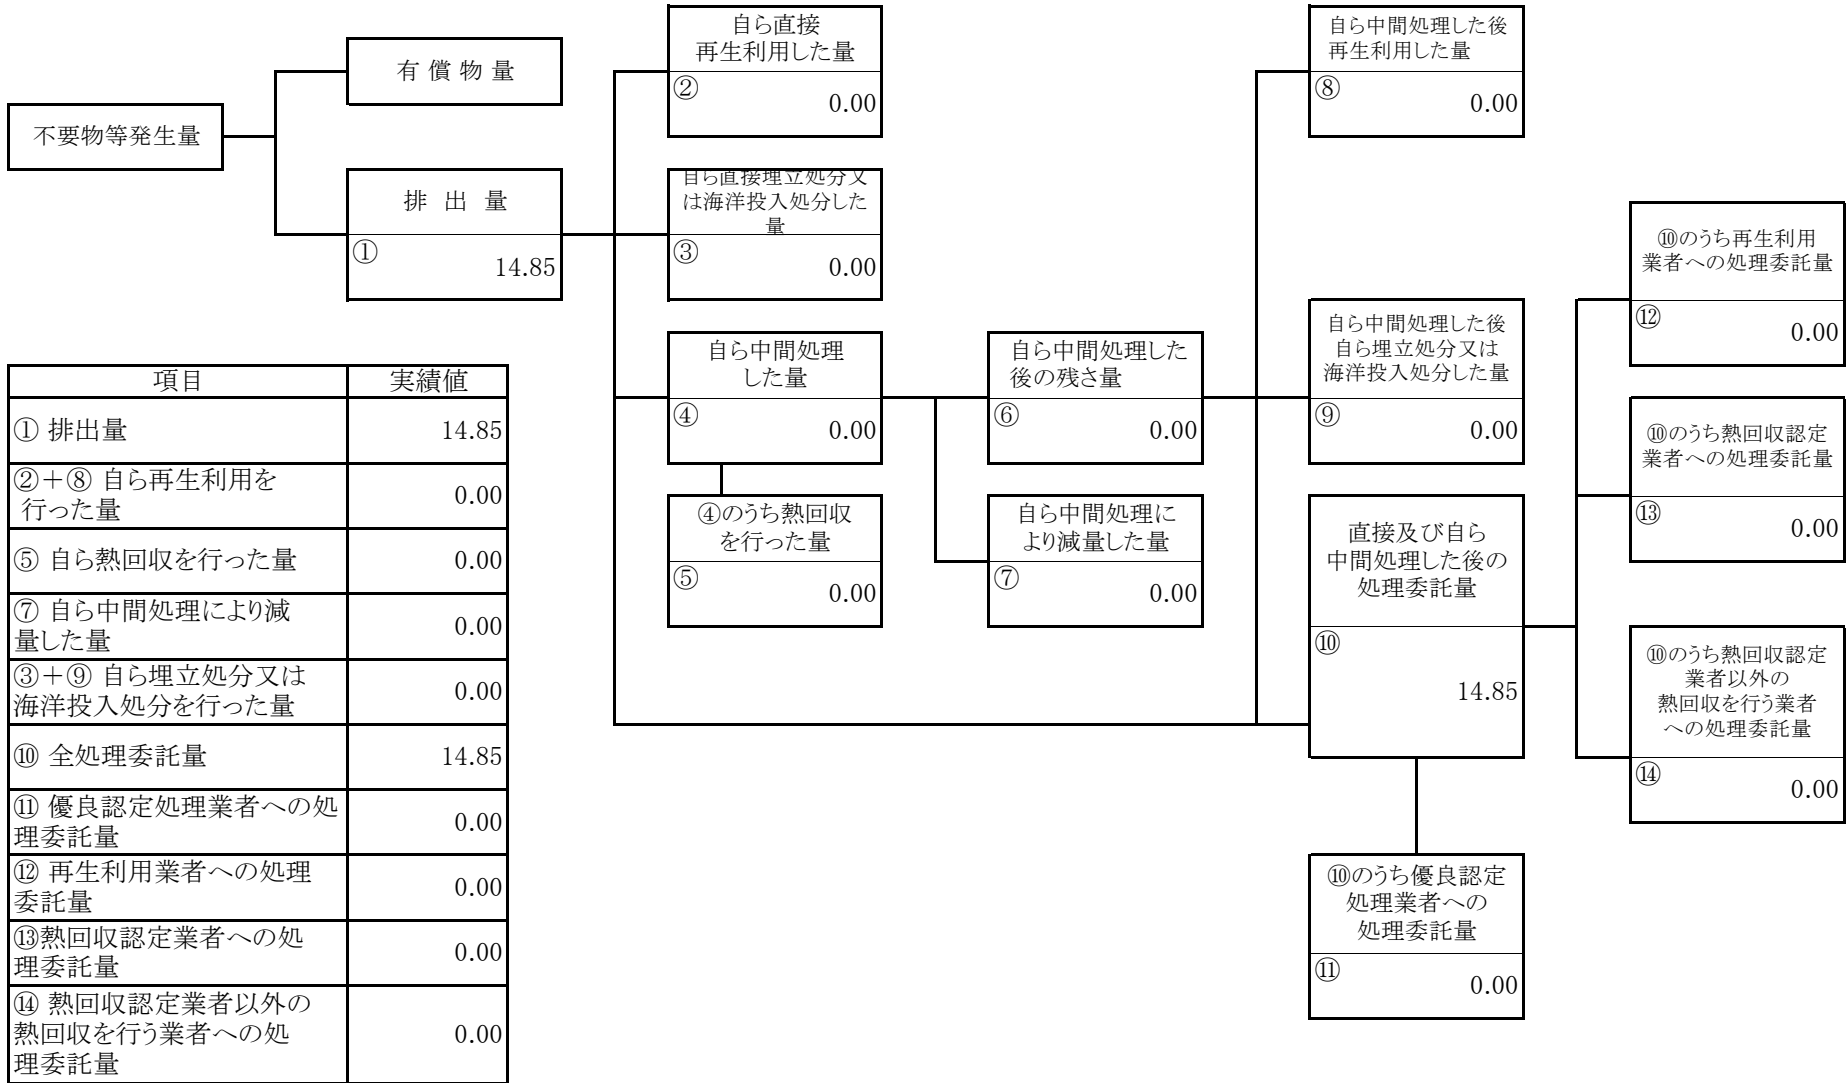 自ら直接
再生利用した量
②
0.00
自ら中間処理した後
再生利用した量
⑧
0.00
有 償 物 量
不要物等発生量
排 出 量
①
14.85
自ら直接埋立処分又
は海洋投入処分した
量
③
0.00
⑩のうち再生利用
業者への処理委託量
⑫
0.00
自ら中間処理
した量
④
0.00
自ら中間処理した
後の残さ量
⑥
0.00
自ら中間処理した後
自ら埋立処分又は
海洋投入処分した量
⑨
0.00
⑩のうち熱回収認定
業者への処理委託量
⑬
0.00
④のうち熱回収
を行った量
⑤
0.00
自ら中間処理に
より減量した量
⑦
0.00
直接及び自ら
中間処理した後の
処理委託量
⑩
14.85
⑩のうち熱回収認定
業者以外の
熱回収を行う業者
への処理委託量
⑭
0.00
⑩のうち優良認定
処理業者への
処理委託量
⑪
0.00
項目 実績値
① 排出量 14.85
②＋⑧ 自ら再生利用を
行った量 0.00
⑤ 自ら熱回収を行った量 0.00
⑦ 自ら中間処理により減
量した量 0.00
③＋⑨ 自ら埋立処分又は
海洋投入処分を行った量 0.00
⑩ 全処理委託量 14.85
⑪ 優良認定処理業者への処
理委託量 0.00
⑫ 再生利用業者への処理
委託量 0.00
⑬熱回収認定業者への処
理委託量 0.00
⑭ 熱回収認定業者以外の
熱回収を行う業者への処
理委託量 0.00